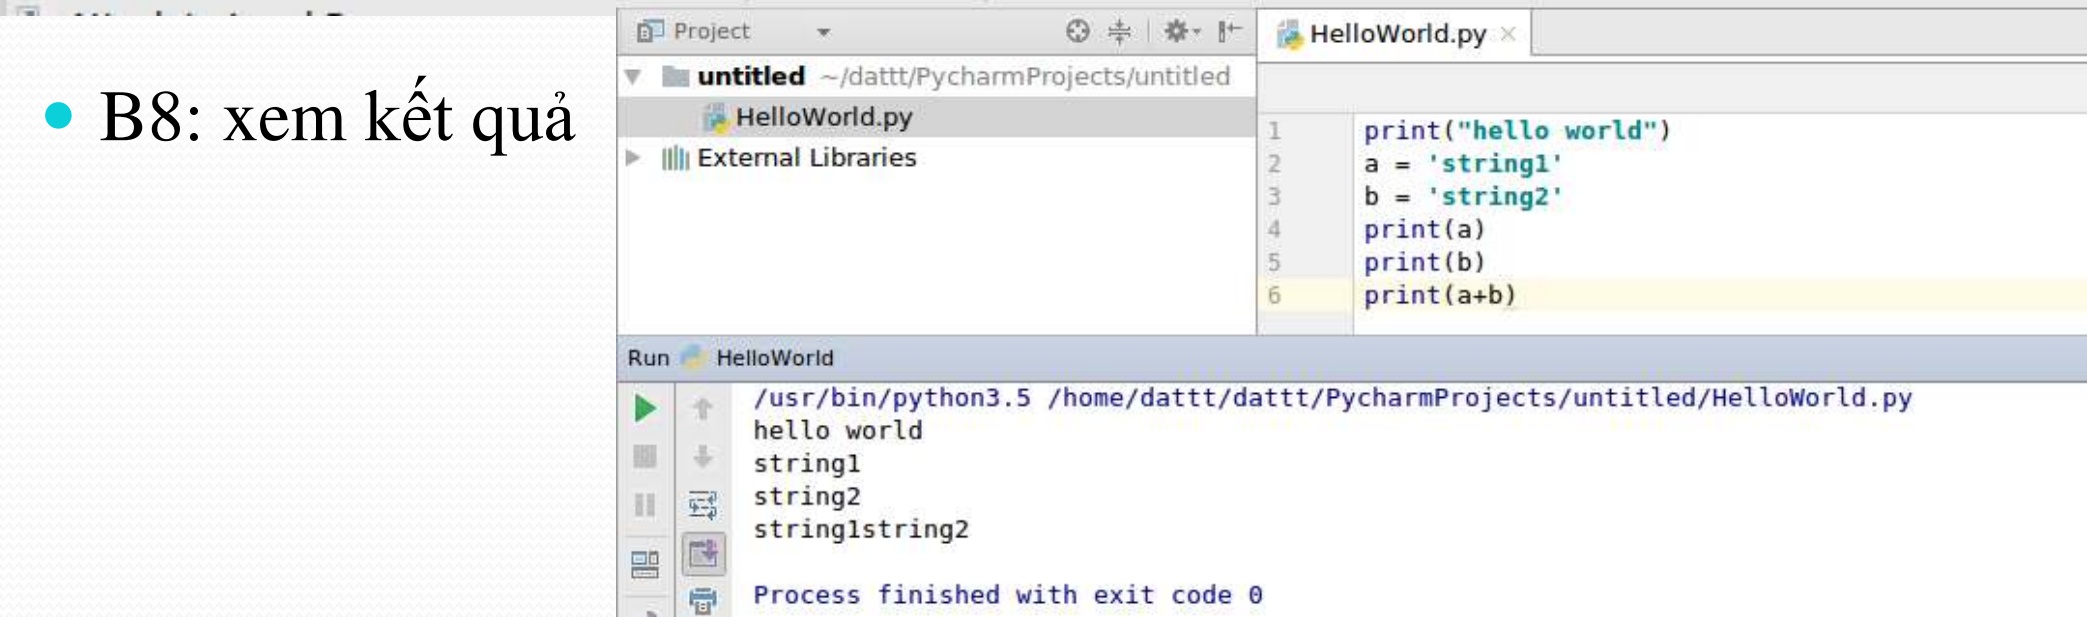 • B8: xem kết quả
Project
untitled ~/dattt/PycharmProjects/untitled
HelloWorld.py
External Libraries
HelloWorld.py
1 print("hello world")
2 a = 'string1'
3 b = 'string2'
4 print(a)
5 print(b)
6 print(a+b)
Run HelloWorld
/usr/bin/python3.5 /home/dattt/dattt/PycharmProjects/untitled/HelloWorld.py
hello world
string1
string2
string1string2
Process finished with exit code 0